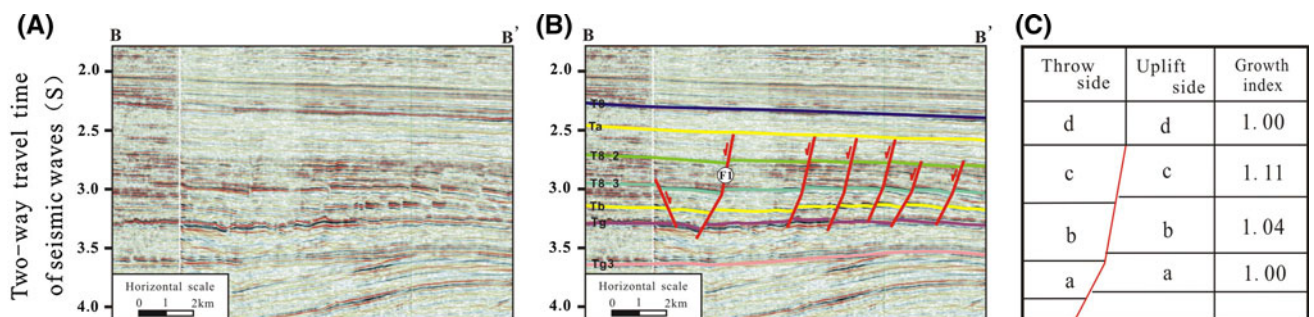 (A)
B
B'
Two-way travel time
of seismic waves (S)
2.0
2.5
3.0
3.5
4.0
Horizontal scale
0 1 2km
(B)
B
B'
2.0
2.5
3.0
3.5
4.0
T0
Ta
T8-2
T8-3
Tb
Tg
Tg3
F1
Horizontal scale
0 1 2km
(C)
Throw side
Uplift side
Growth index
d d 1.00
c c 1.11
b b 1.04
a a 1.00